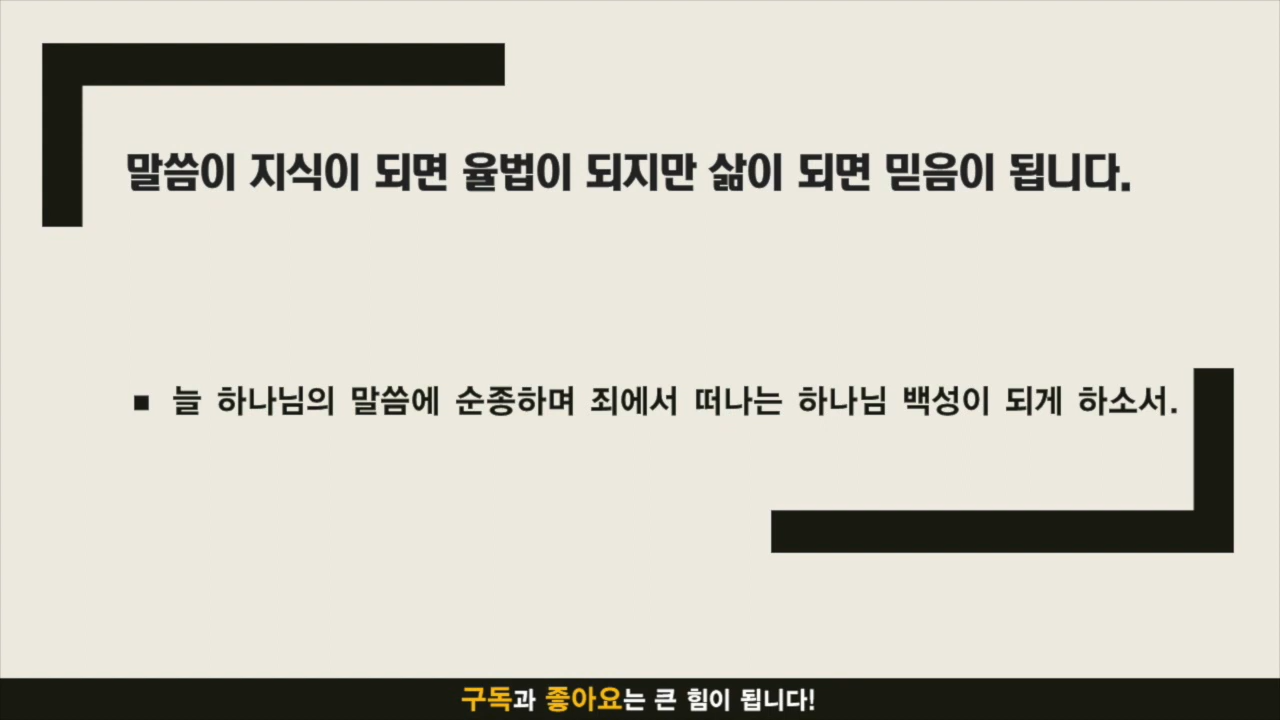 말씀이 지식이 되면 율법이 되지만 삶이 되면 믿음이 됩니다.
■ 늘 하나님의 말씀에 순종하며 죄에서 떠나는 하나님 백성이 되게 하소서.
구독과 좋아요는 큰 힘이 됩니다!